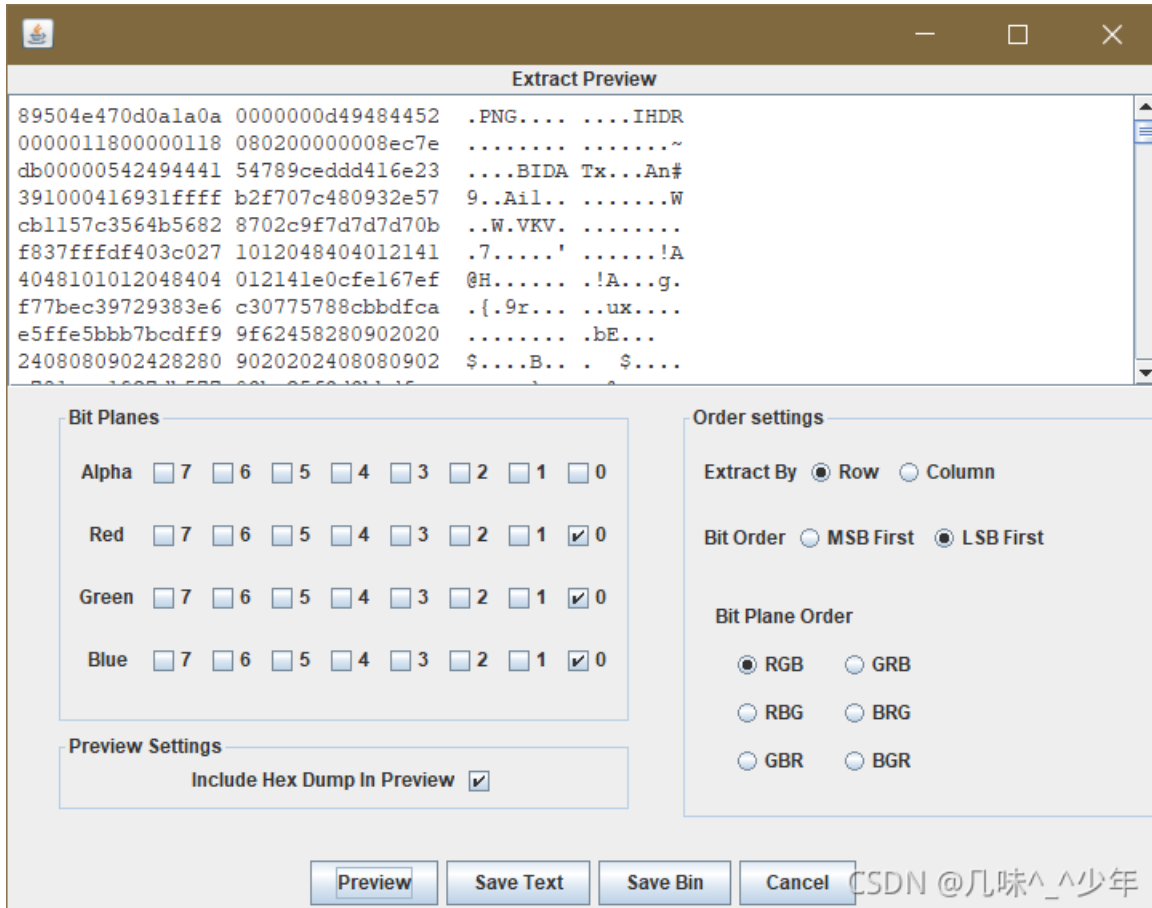 Extract Preview
89504e470d0a1a0a 0000000d49484452 .PNG.... ....IHDR
0000011800000118 080200000008ec7e ........ .......~
db00000542494441 54789ceddd416e23 ....BIDA Tx...An#
391000416931ffff b2f707c480932e57 9..Ail.. .......W
cb1157c3564b5682 8702c9f7d7d7d70b ..W.VKV. ........
f837fffdf403c027 1012048404012141 .7.....' ......!A
4048101012048404 012141e0cfe167ef @H...... .!A...g.
f77bec39729383e6 c30775788cbbdfca .{.9r... ..ux....
e5ffe5bbb7bcdff9 9f62458280902020 ........ .bE...
2408080902428280 9020202408080902 $....B.. . $....
Bit Planes
Order settings
Alpha 7 6 5 4 3 2 1 0
Extract By Row Column
Red 7 6 5 4 3 2 1 0
Bit Order MSB First LSB First
Green 7 6 5 4 3 2 1 0
Bit Plane Order
Blue 7 6 5 4 3 2 1 0
RGB GRB
RBG BRG
Preview Settings
GBR BGR
Include Hex Dump In Preview
Preview Save Text Save Bin Cancel
CSDN @几味^_^少年